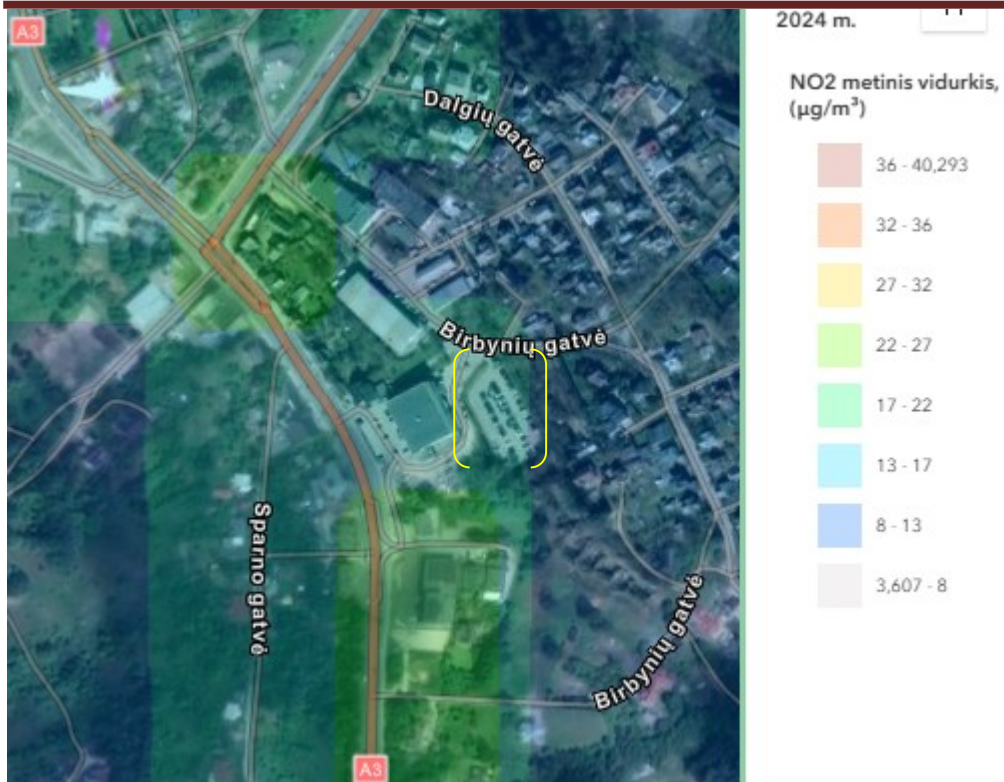 A3
Dalgių gatvė
Birbynių gatvė
Sparno gatvė
Birbynių gatvė
A3
2024 m.
NO2 metinis vidurkis,
(µg/m³)
36 - 40,293
32 - 36
27 - 32
22 - 27
17 - 22
13 - 17
8 - 13
3,607 - 8